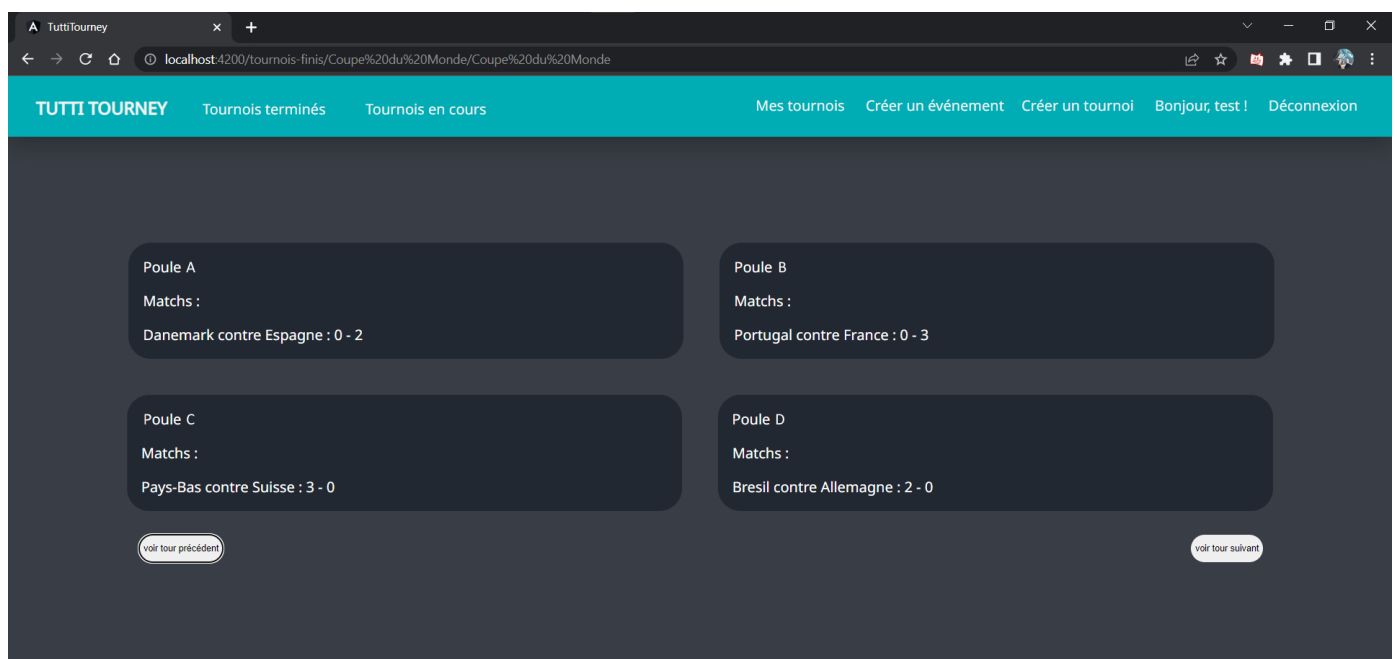 TuttiTourney
localhost:4200/tournois-finis/Coupe%20du%20Monde/Coupe%20du%20Monde
TUTTI TOURNEY Tournois terminés Tournois en cours Mes tournois Créer un événement Créer un tournoi Bonjour, test ! Déconnexion
Poule A
Matchs :
Danemark contre Espagne : 0 - 2
Poule B
Matchs :
Portugal contre France : 0 - 3
Poule C
Matchs :
Pays-Bas contre Suisse : 3 - 0
Poule D
Matchs :
Bresil contre Allemagne : 2 - 0
voir tour précédent
voir tour suivant